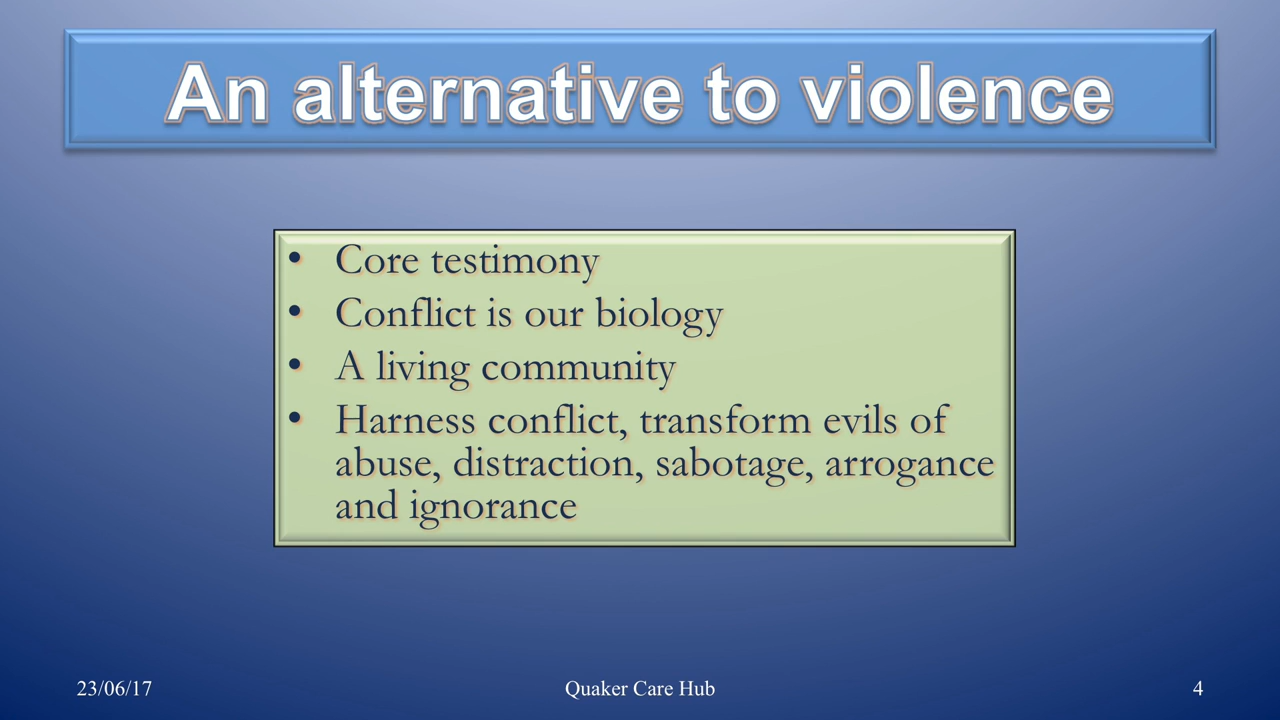 An alternative to violence
• Core testimony
• Conflict is our biology
• A living community
• Harness conflict, transform evils of
abuse, distraction, sabotage, arrogance
and ignorance
23/06/17
Quaker Care Hub
4